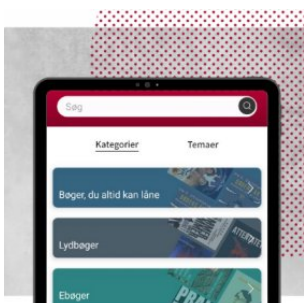 Søg
Kategorier Temaer
Bøger, du altid kan låne
Lydbøger
Ebøger